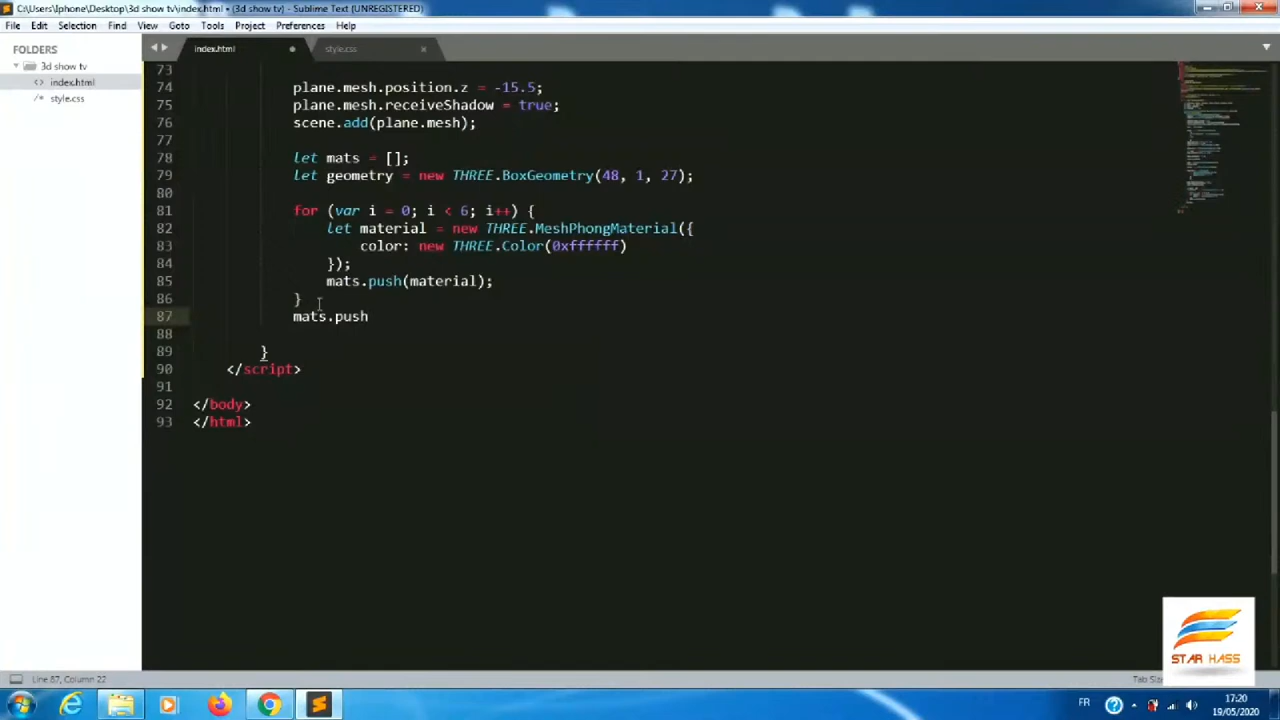 C:\Users\Iphone\Desktop\3d show tv\index.html • (3d show tv) - Sublime Text (UNREGISTERED)
File Edit Selection Find View Goto Tools Project Preferences Help
FOLDERS
3d show tv
<> index.html
/* style.css
index.html
style.css
73
74 plane.mesh.position.z = -15.5;
75 plane.mesh.receiveShadow = true;
76 scene.add(plane.mesh);
77
78 let mats = [];
79 let geometry = new THREE.BoxGeometry(48, 1, 27);
80
81 for (var i = 0; i < 6; i++) {
82 let material = new THREE.MeshPhongMaterial({
83 color: new THREE.Color(0xffffff)
84 });
85 mats.push(material);
86 }
87 mats.push
88
89 }
90 </script>
91
92 </body>
93 </html>
STAR HASS
Line 87, Column 22
Tab Size
FR
17:20
19/05/2020